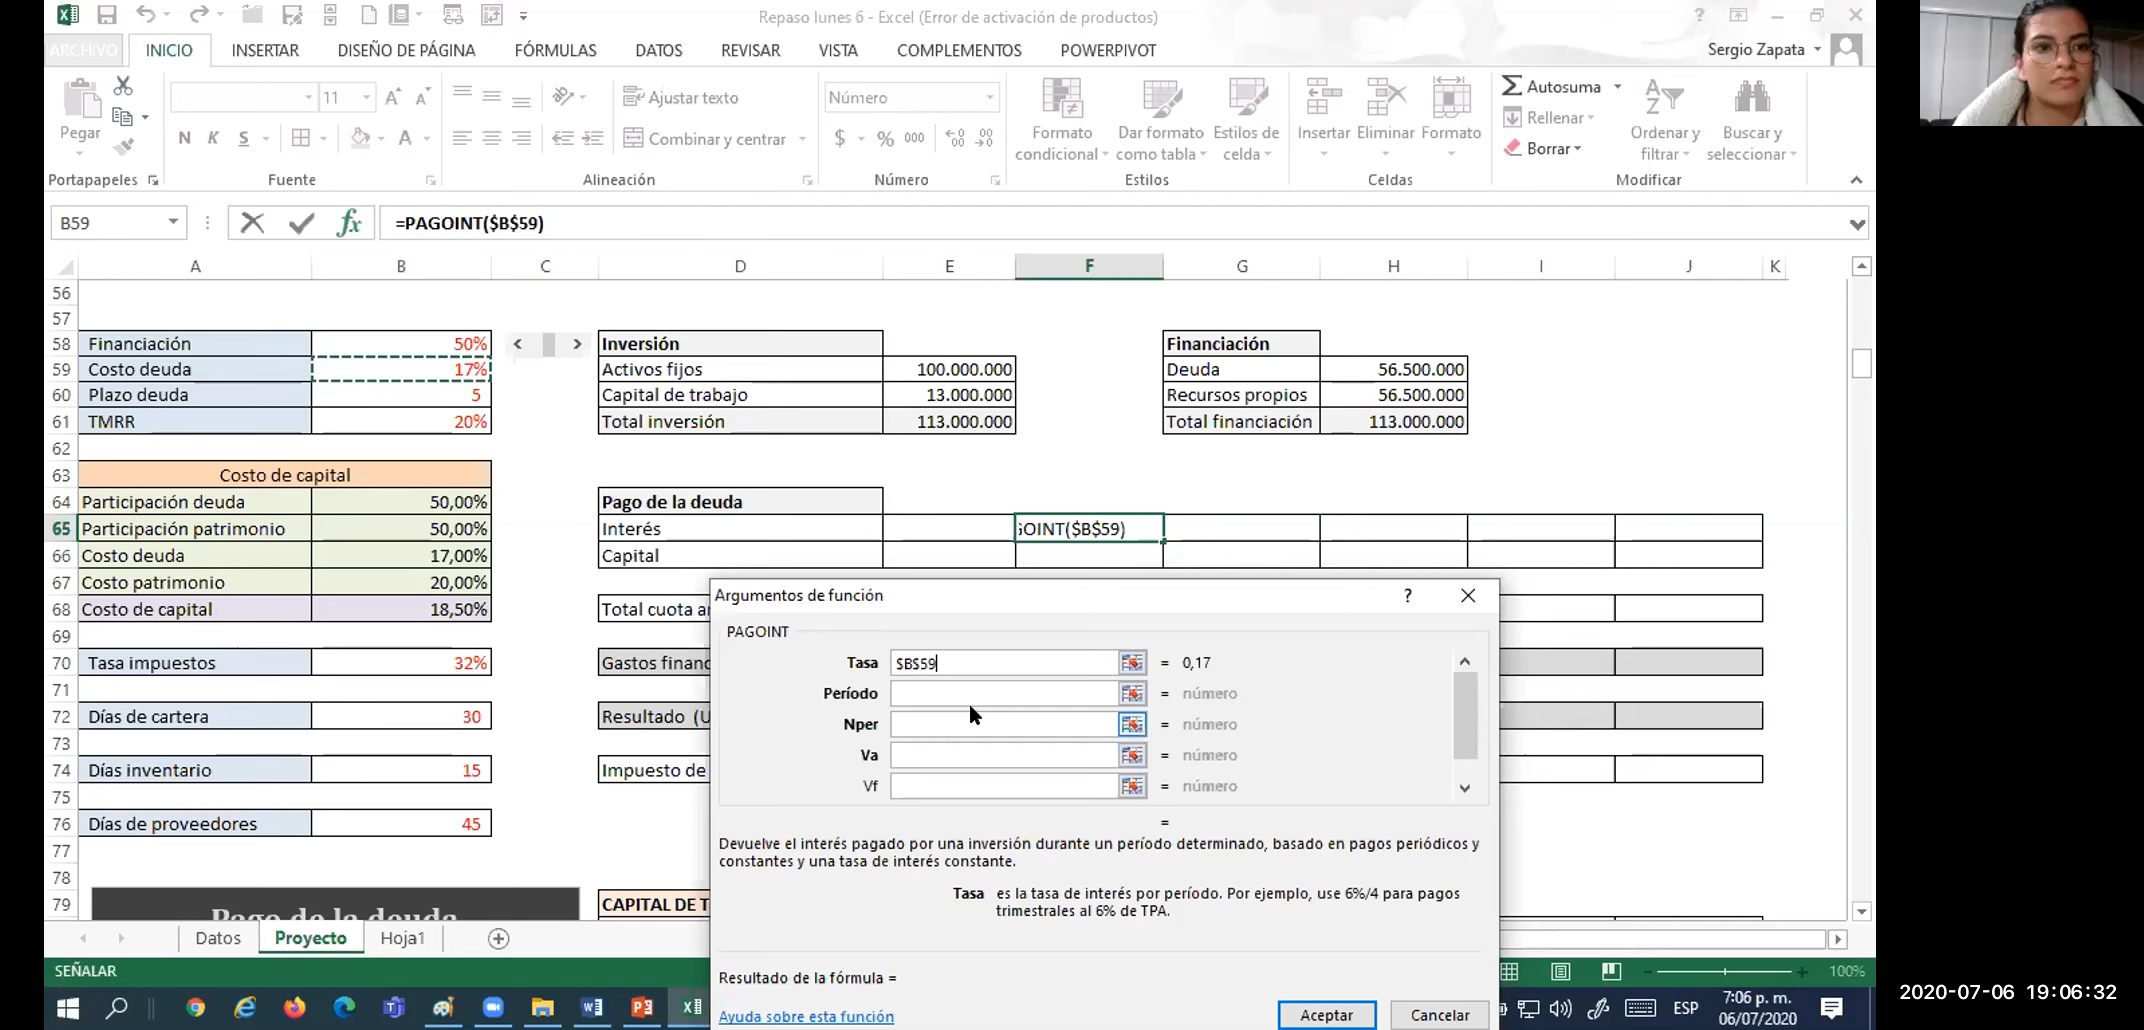 Repaso lunes 6 - Excel (Error de activación de productos)
ARCHIVO INICIO INSERTAR DISEÑO DE PÁGINA FÓRMULAS DATOS REVISAR VISTA COMPLEMENTOS POWERPIVOT Sergio Zapata
Pegar 11 Ajustar texto Número Autosuma
N K S A Combinar y centrar $ % 000 Formato condicional Dar formato como tabla Estilos de celda Insertar Eliminar Formato Rellenar Borrar Ordenar y filtrar Buscar y seleccionar
Portapapeles Fuente Alineación Número Estilos Celdas Modificar
B59 fx =PAGOINT($B$59)
A B C D E F G H I J K
56
57
58 Financiación 50% Inversión Financiación
59 Costo deuda 17% Activos fijos 100.000.000 Deuda 56.500.000
60 Plazo deuda 5 Capital de trabajo 13.000.000 Recursos propios 56.500.000
61 TMRR 20% Total inversión 113.000.000 Total financiación 113.000.000
62
63 Costo de capital
64 Participación deuda 50,00% Pago de la deuda
65 Participación patrimonio 50,00% Interés OINT($B$59)
66 Costo deuda 17,00% Capital
67 Costo patrimonio 20,00%
68 Costo de capital 18,50% Total cuota
69
70 Tasa impuestos 32% Gastos financ
71
72 Días de cartera 30 Resultado (U
73
74 Días inventario 15 Impuesto de
75
76 Días de proveedores 45
77
78
79 Pago de la deuda CAPITAL DE T
Argumentos de función ?
PAGOINT
Tasa $B$59 = 0,17
Período = número
Nper = número
Va = número
Vf = número
=
Devuelve el interés pagado por una inversión durante un período determinado, basado en pagos periódicos y
constantes y una tasa de interés constante.
Tasa es la tasa de interés por período. Por ejemplo, use 6%/4 para pagos
trimestrales al 6% de TPA.
Resultado de la fórmula =
Ayuda sobre esta función Aceptar Cancelar
Datos Proyecto Hoja1
SEÑALAR 100%
ESP 7:06 p. m.
06/07/2020
2020-07-06 19:06:32